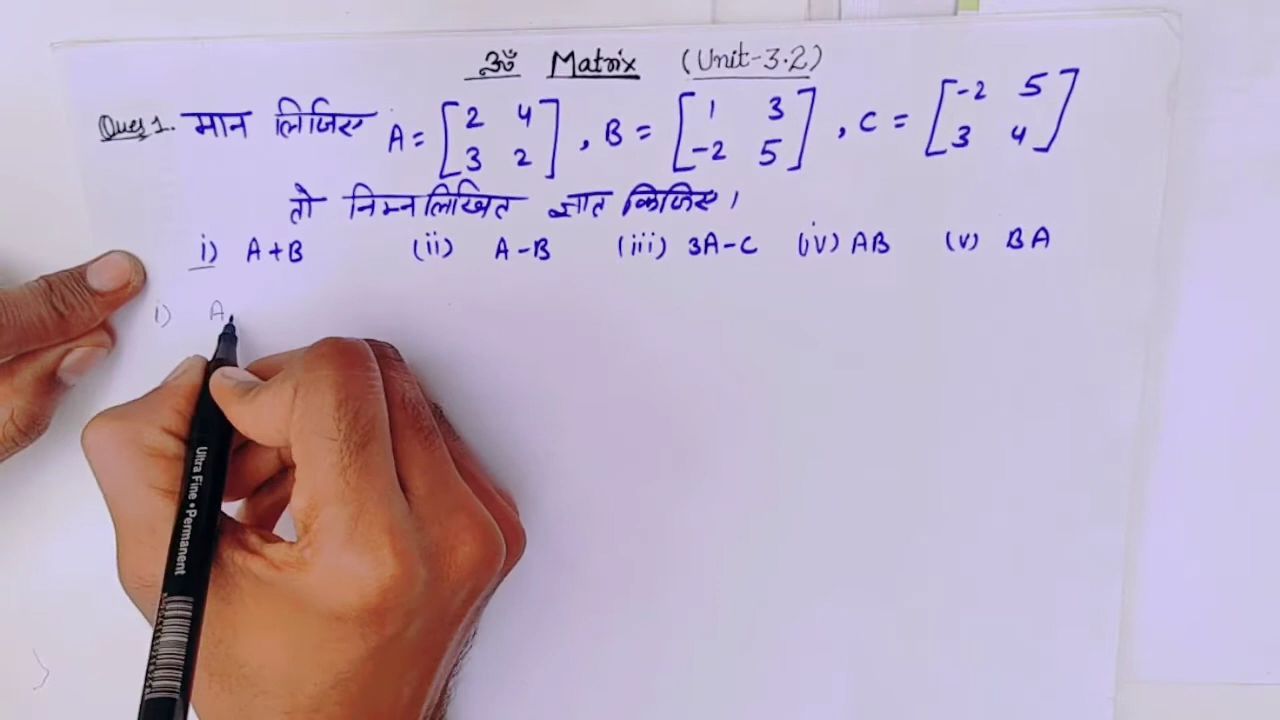 ॐ Matrix (Unit-3.2)
Ques 1. मान लिजिए A = [2 4 3 2], B = [1 3 -2 5], C = [-2 5 3 4]
तो निम्नलिखित ज्ञात किजिए।
i) A+B (ii) A-B (iii) 3A-C (iv) AB (v) BA
i) A
Ultra Fine • Permanent